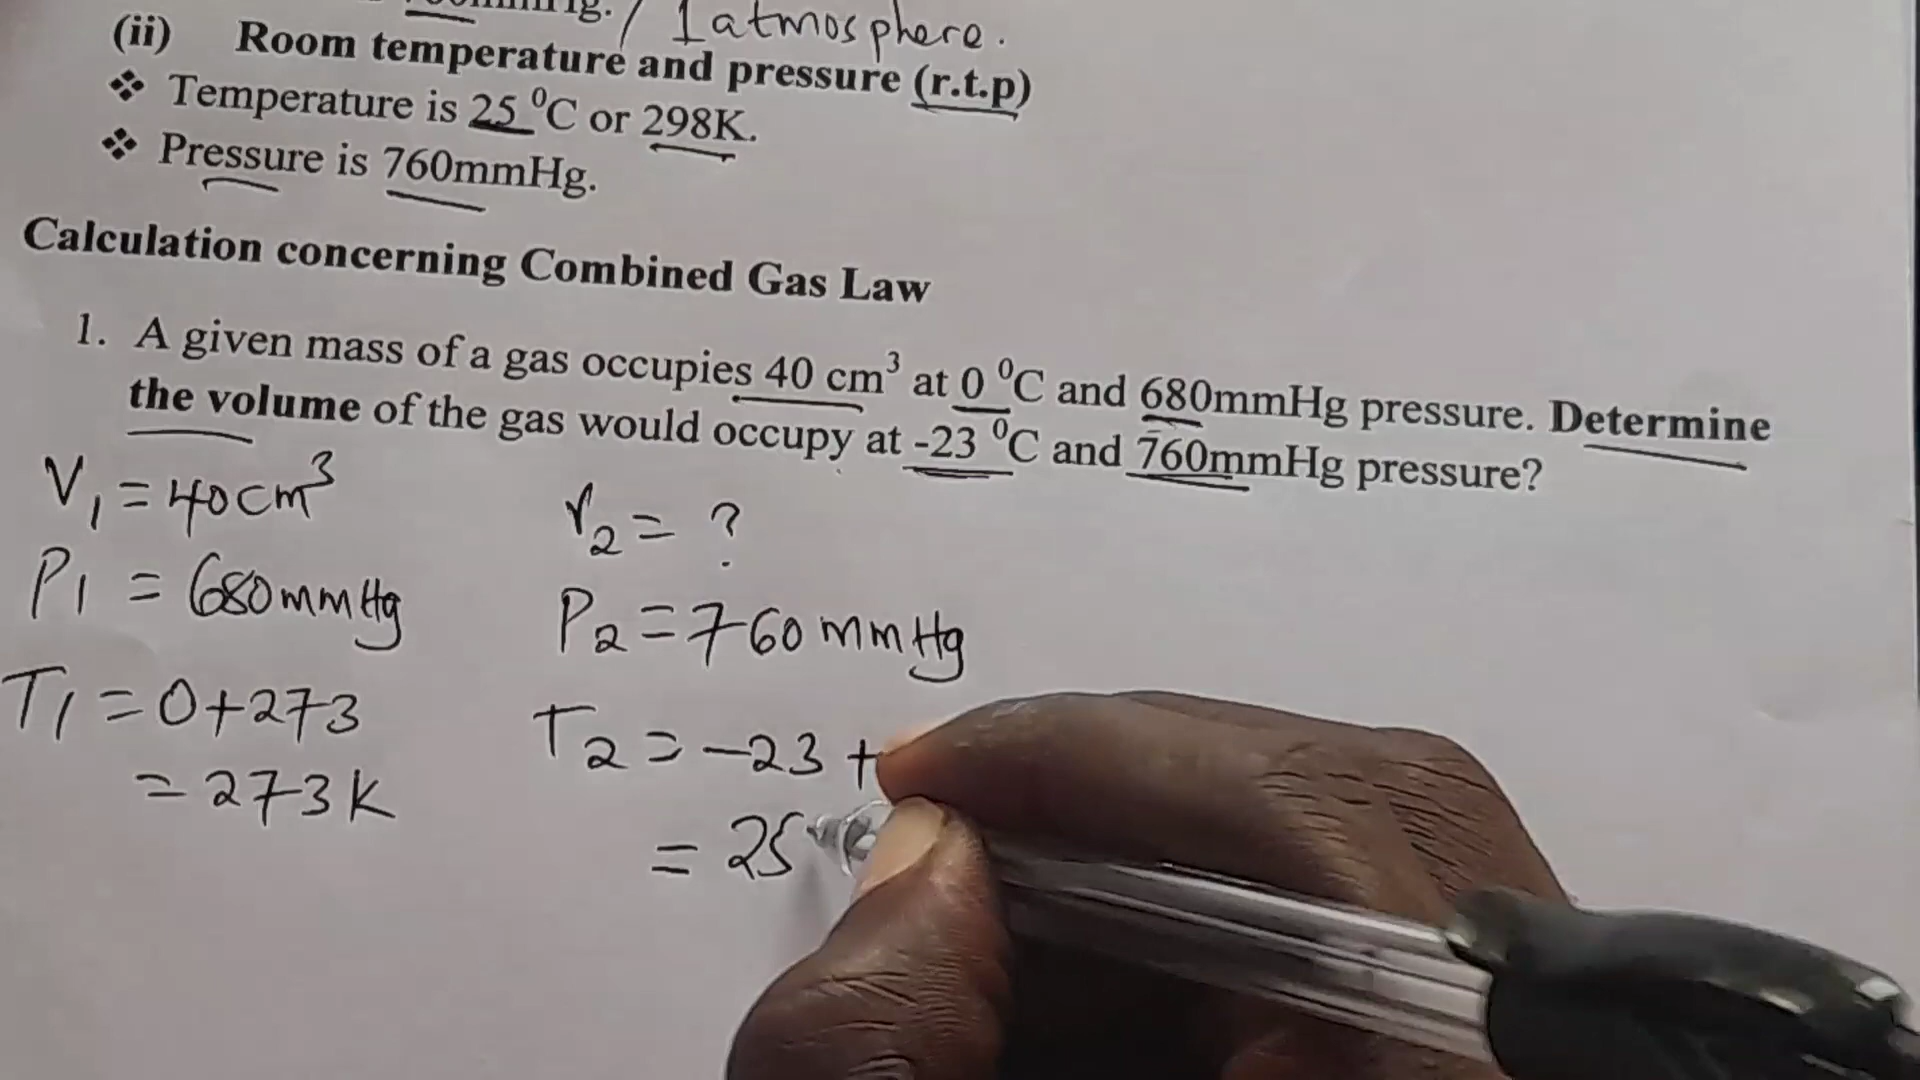 1 atmosphere.
(ii) Room temperature and pressure (r.t.p)
❖ Temperature is 25 ⁰C or 298K.
❖ Pressure is 760mmHg.
Calculation concerning Combined Gas Law
1. A given mass of a gas occupies 40 cm³ at 0 ⁰C and 680mmHg pressure. Determine
the volume of the gas would occupy at -23 ⁰C and 760mmHg pressure?
V₁ = 40cm³
V₂ = ?
P1 = 680mmHg
P₂ = 760mmHg
T1 = 0+273
T₂ = -23 +
= 273K
= 25